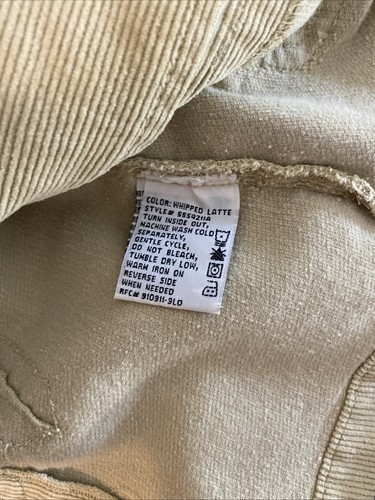 COLOR: WHIPPED LATTE
STYLE# SSSQ211A
TURN INSIDE OUT,
MACHINE WASH COLD
SEPARATELY,
GENTLE CYCLE,
DO NOT BLEACH,
TUMBLE DRY LOW,
WARM IRON ON
REVERSE SIDE
WHEN NEEDED
RFC# 910911-9LO